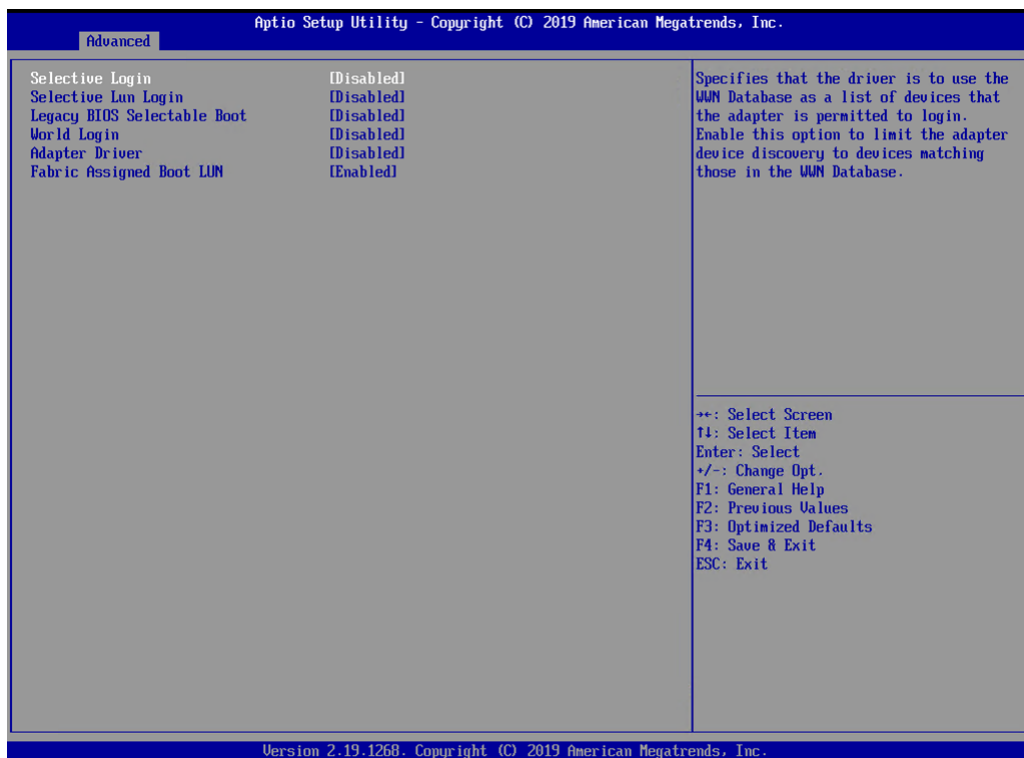 Aptio Setup Utility - Copyright (C) 2019 American Megatrends, Inc.
Advanced
Selective Login [Disabled]
Selective Lun Login [Disabled]
Legacy BIOS Selectable Boot [Disabled]
World Login [Disabled]
Adapter Driver [Disabled]
Fabric Assigned Boot LUN [Enabled]
Specifies that the driver is to use the
WWN Database as a list of devices that
the adapter is permitted to login.
Enable this option to limit the adapter
device discovery to devices matching
those in the WWN Database.
→←: Select Screen
↑↓: Select Item
Enter: Select
+/-: Change Opt.
F1: General Help
F2: Previous Values
F3: Optimized Defaults
F4: Save & Exit
ESC: Exit
Version 2.19.1268. Copyright (C) 2019 American Megatrends, Inc.